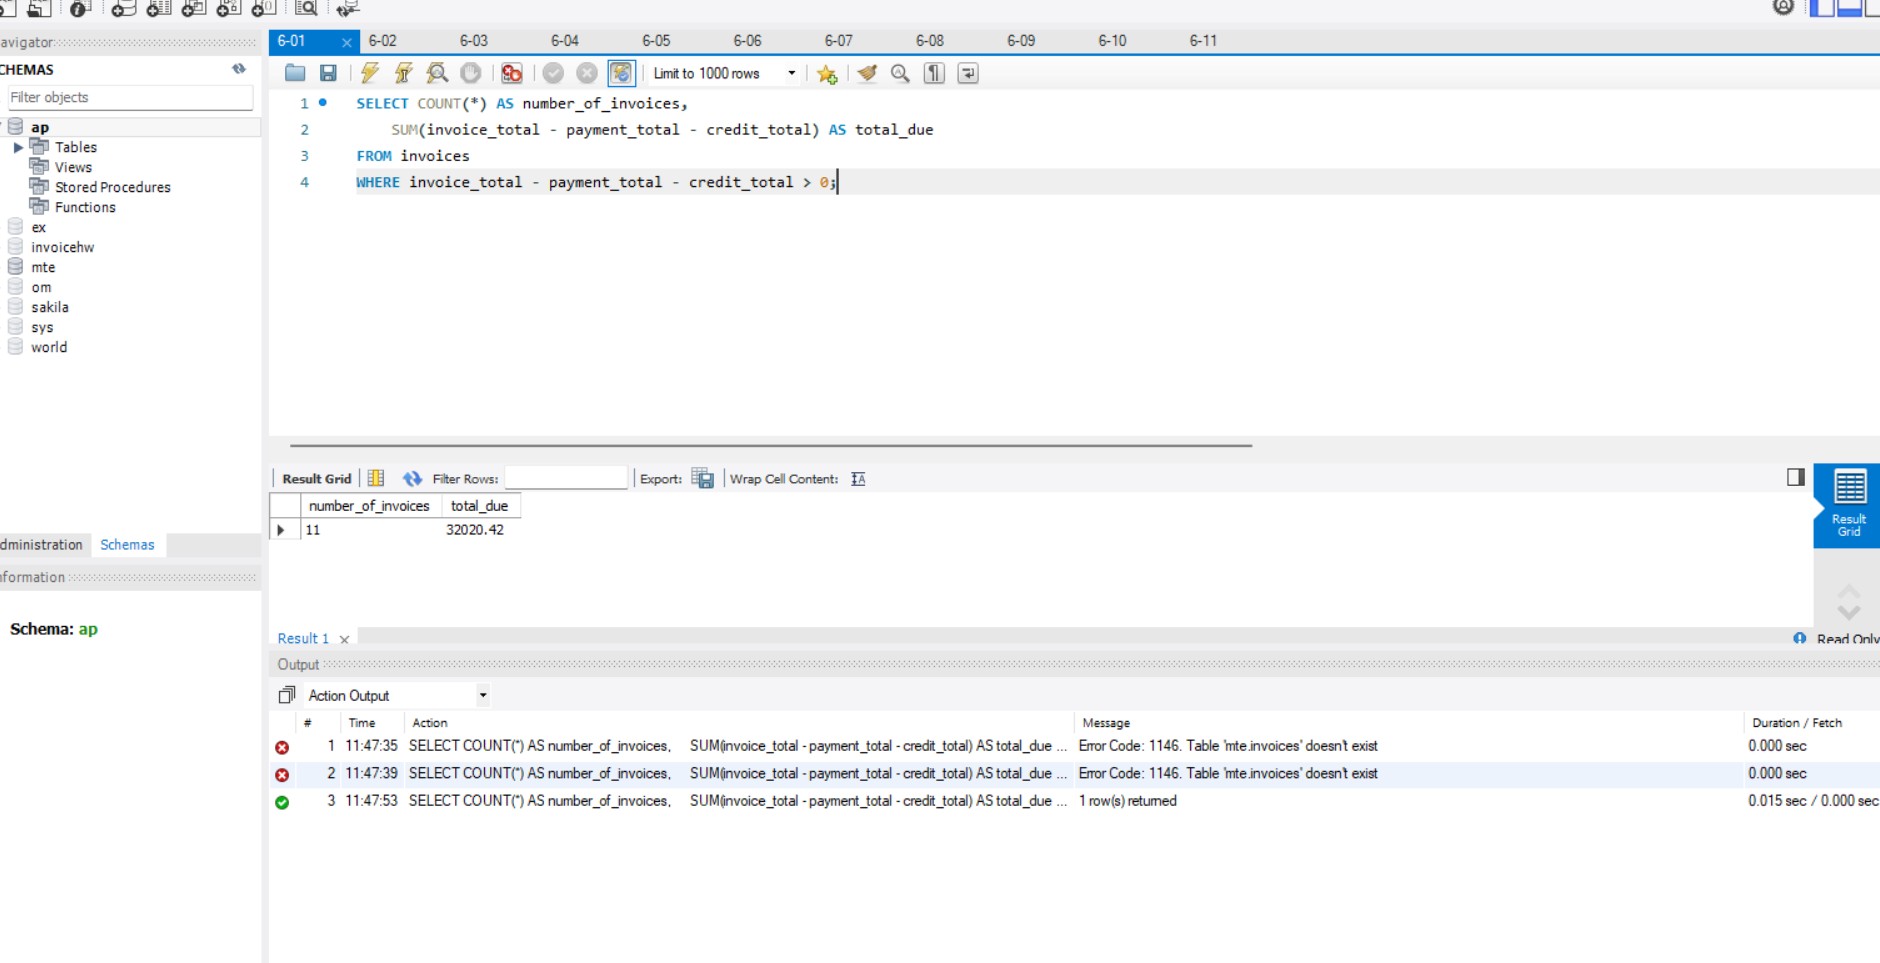 avigator
6-01 6-02 6-03 6-04 6-05 6-06 6-07 6-08 6-09 6-10 6-11
CHEMAS
Filter objects
ap
Tables
Views
Stored Procedures
Functions
ex
invoicehw
mte
om
sakila
sys
world
dministration Schemas
nformation
Schema: ap
Limit to 1000 rows
1 SELECT COUNT(*) AS number_of_invoices,
2 SUM(invoice_total - payment_total - credit_total) AS total_due
3 FROM invoices
4 WHERE invoice_total - payment_total - credit_total > 0;
Result Grid Filter Rows: Export: Wrap Cell Content:
number_of_invoices total_due
11 32020.42
Result Grid
Result 1 Read Only
Output
Action Output
# Time Action Message Duration / Fetch
1 11:47:35 SELECT COUNT(*) AS number_of_invoices, SUM(invoice_total - payment_total - credit_total) AS total_due ... Error Code: 1146. Table 'mte.invoices' doesn't exist 0.000 sec
2 11:47:39 SELECT COUNT(*) AS number_of_invoices, SUM(invoice_total - payment_total - credit_total) AS total_due ... Error Code: 1146. Table 'mte.invoices' doesn't exist 0.000 sec
3 11:47:53 SELECT COUNT(*) AS number_of_invoices, SUM(invoice_total - payment_total - credit_total) AS total_due ... 1 row(s) returned 0.015 sec / 0.000 sec